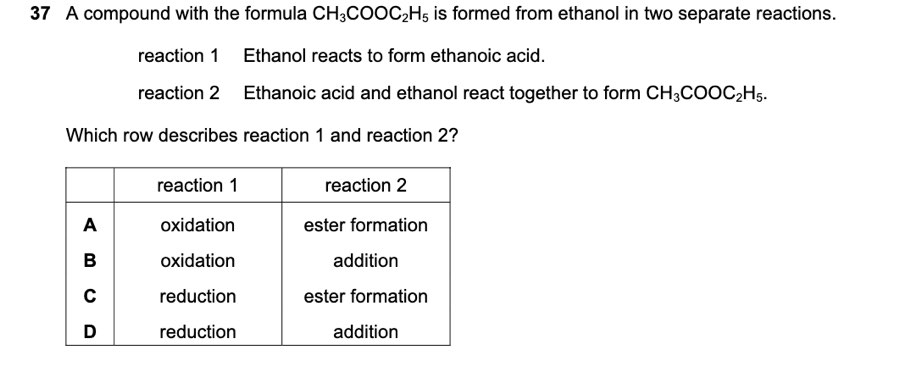 37 A compound with the formula CH₃COOC₂H₅ is formed from ethanol in two separate reactions.
reaction 1 Ethanol reacts to form ethanoic acid.
reaction 2 Ethanoic acid and ethanol react together to form CH₃COOC₂H₅.
Which row describes reaction 1 and reaction 2?
reaction 1 reaction 2
A oxidation ester formation
B oxidation addition
C reduction ester formation
D reduction addition